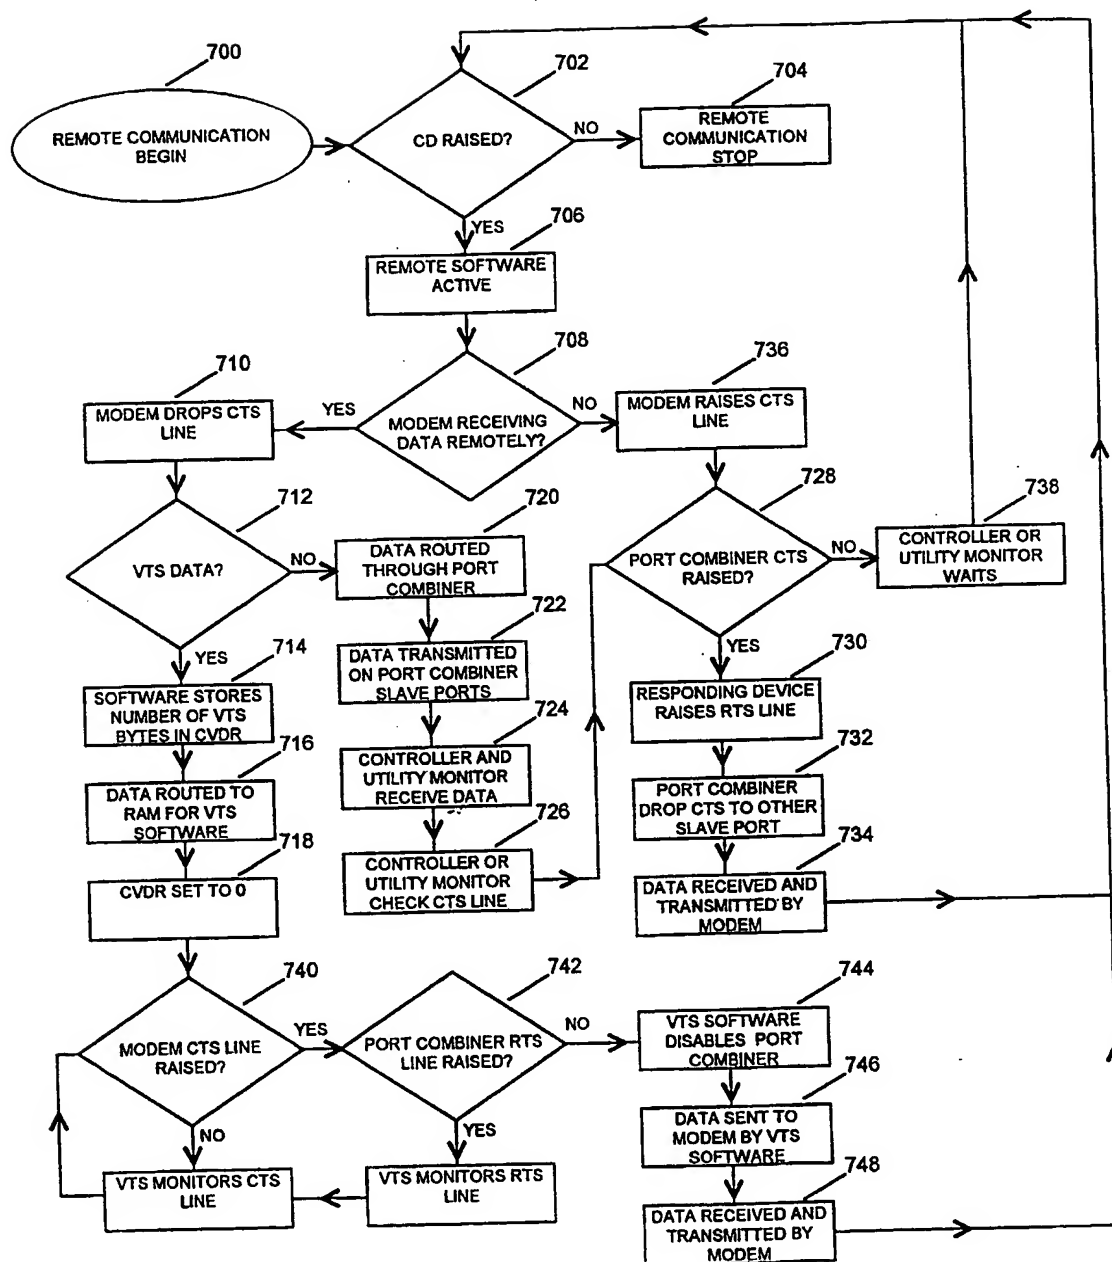 700
REMOTE COMMUNICATION
BEGIN
702
CD RAISED?
NO
704
REMOTE
COMMUNICATION
STOP
YES
706
REMOTE SOFTWARE
ACTIVE
708
MODEM RECEIVING
DATA REMOTELY?
YES
NO
710
MODEM DROPS CTS
LINE
736
MODEM RAISES CTS
LINE
712
VTS DATA?
NO
YES
720
DATA ROUTED
THROUGH PORT
COMBINER
728
PORT COMBINER CTS
RAISED?
NO
YES
738
CONTROLLER OR
UTILITY MONITOR
WAITS
714
SOFTWARE STORES
NUMBER OF VTS
BYTES IN CVDR
722
DATA TRANSMITTED
ON PORT COMBINER
SLAVE PORTS
730
RESPONDING DEVICE
RAISES RTS LINE
716
DATA ROUTED TO
RAM FOR VTS
SOFTWARE
724
CONTROLLER AND
UTILITY MONITOR
RECEIVE DATA
732
PORT COMBINER
DROP CTS TO OTHER
SLAVE PORT
718
CVDR SET TO 0
726
CONTROLLER OR
UTILITY MONITOR
CHECK CTS LINE
734
DATA RECEIVED AND
TRANSMITTED BY
MODEM
740
MODEM CTS LINE
RAISED?
YES
NO
742
PORT COMBINER RTS
LINE RAISED?
NO
YES
744
VTS SOFTWARE
DISABLES PORT
COMBINER
746
DATA SENT TO
MODEM BY VTS
SOFTWARE
VTS MONITORS CTS
LINE
VTS MONITORS RTS
LINE
748
DATA RECEIVED AND
TRANSMITTED BY
MODEM